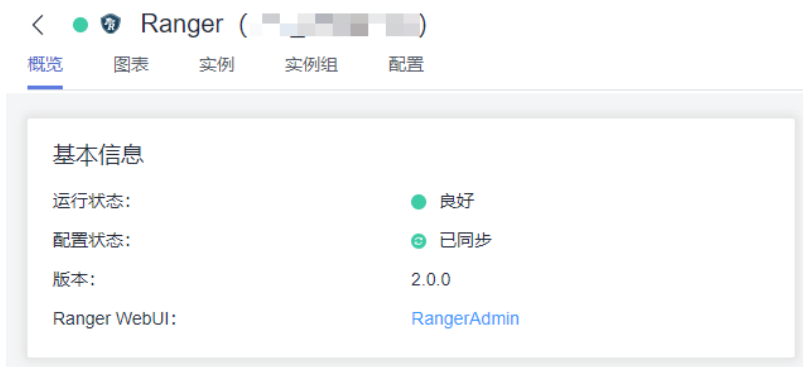 Ranger ( _ )
概览 图表 实例 实例组 配置
基本信息
运行状态: 良好
配置状态: 已同步
版本: 2.0.0
Ranger WebUI: RangerAdmin